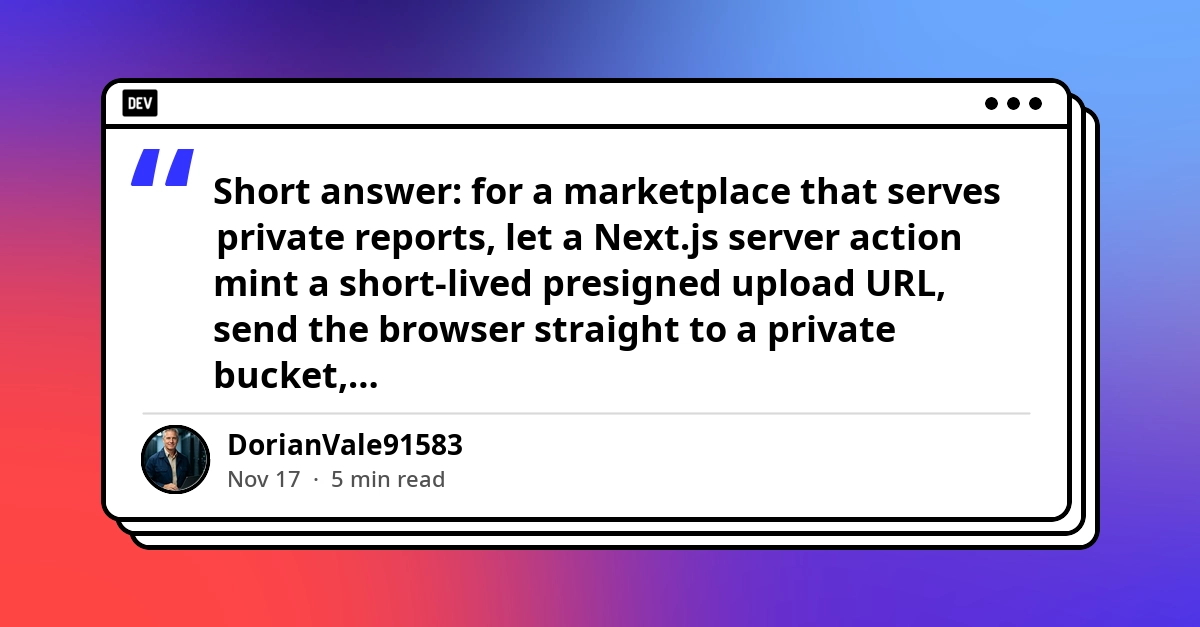 DEV
“
Short answer: for a marketplace that serves
private reports, let a Next.js server action
mint a short-lived presigned upload URL,
send the browser straight to a private
bucket,...
DorianVale91583
Nov 17 · 5 min read